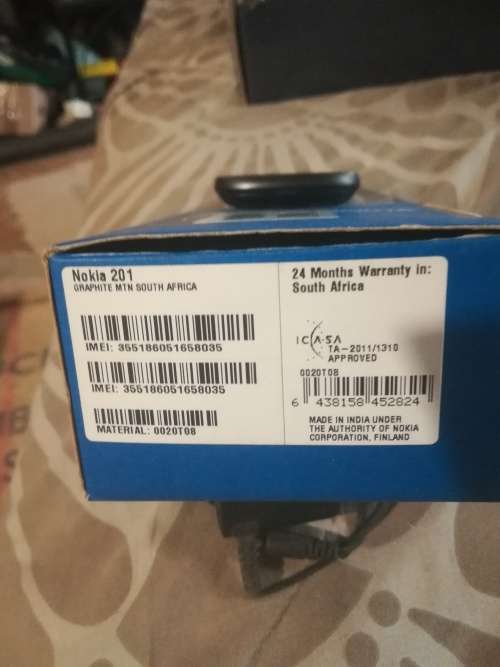 Nokia 201
GRAPHITE MTN SOUTH AFRICA
IMEI: 355186051658035
IMEI: 355186051658035
MATERIAL: 0020T08
24 Months Warranty in:
South Africa
ICASA
TA-2011/1310
APPROVED
0020T08
6 438158 452824
MADE IN INDIA UNDER
THE AUTHORITY OF NOKIA
CORPORATION, FINLAND